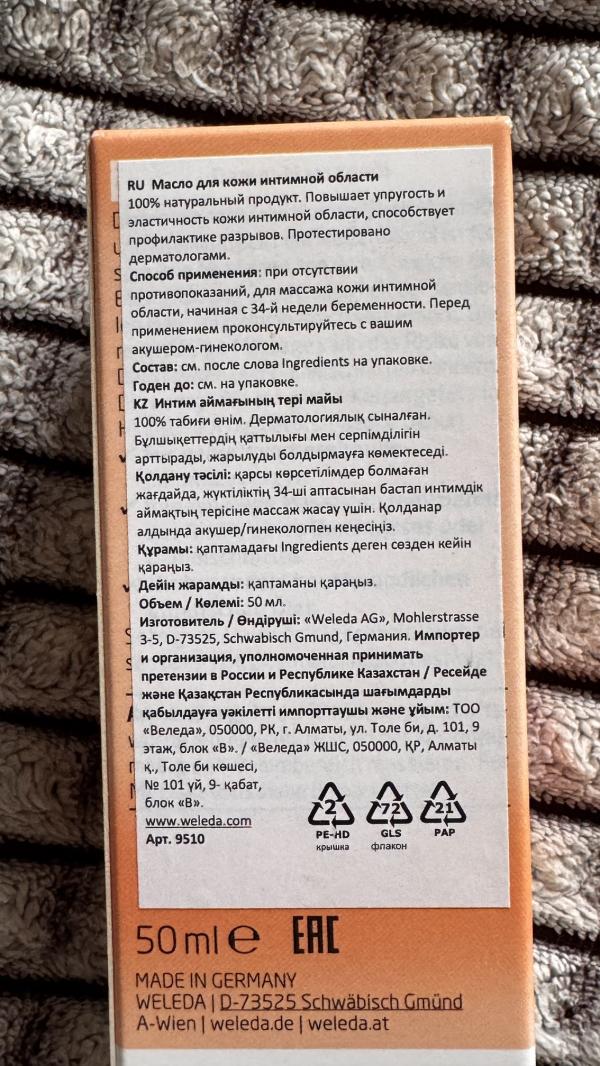 RU Масло для кожи интимной области
100% натуральный продукт. Повышает упругость и
эластичность кожи интимной области, способствует
профилактике разрывов. Протестировано
дерматологами.
Способ применения: при отсутствии
противопоказаний, для массажа кожи интимной
области, начиная с 34-й недели беременности. Перед
применением проконсультируйтесь с вашим
акушером-гинекологом.
Состав: см. после слова Ingredients на упаковке.
Годен до: см. на упаковке.
KZ Интим аймағының тері майы
100% табиғи өнім. Дерматологиялық сыналған.
Бұлшықеттердің қаттылығы мен серпімділігін
арттырады, жарылуды болдырмауға көмектеседі.
Қолдану тәсілі: қарсы көрсетілімдер болмаған
жағдайда, жүктіліктің 34-ші аптасынан бастап интимдік
аймақтың терісіне массаж жасау үшін. Қолданар
алдында акушер/гинекологпен кеңесіңіз.
Құрамы: қаптамадағы Ingredients деген сөзден кейін
қараңыз.
Дейін жарамды: қаптаманы қараңыз.
Объем / Көлемі: 50 мл.
Изготовитель / Өндіруші: «Weleda AG», Mohlerstrasse
3-5, D-73525, Schwabisch Gmund, Германия. Импортер
и организация, уполномоченная принимать
претензии в России и Республике Казахстан / Ресейде
және Қазақстан Республикасында шағымдарды
қабылдауға уәкілетті импорттаушы және ұйым: ТОО
«Веледа», 050000, РК, г. Алматы, ул. Толе би, д. 101, 9
этаж, блок «В». / «Веледа» ЖШС, 050000, ҚР, Алматы
қ., Толе би көшесі,
№ 101 үй, 9- қабат,
блок «В».
www.weleda.com
Арт. 9510
2 72 21
PE-HD GLS PAP
крышка флакон
50 ml e EAC
MADE IN GERMANY
WELEDA | D-73525 Schwäbisch Gmünd
A-Wien | weleda.de | weleda.at